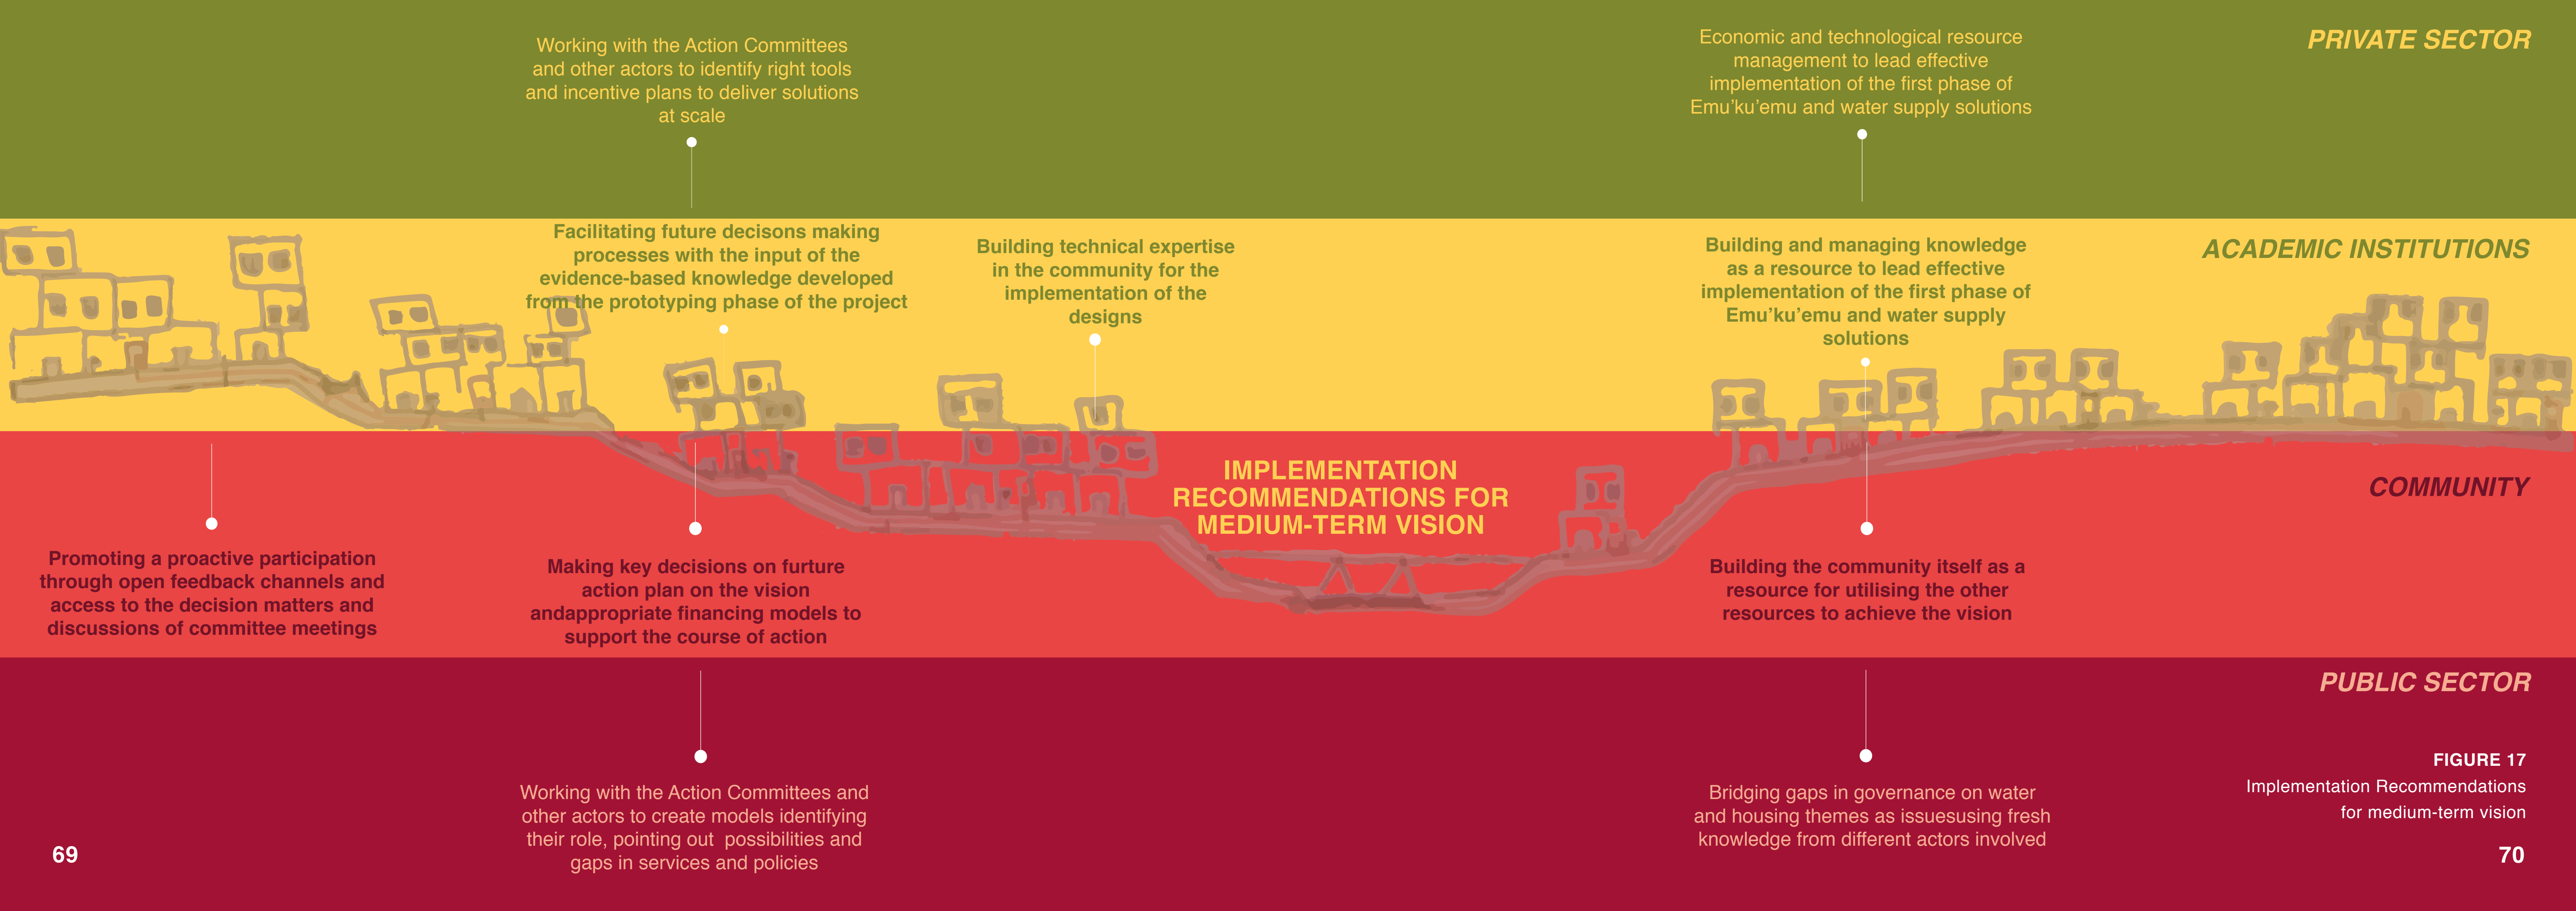 PRIVATE SECTOR
Working with the Action Committees
and other actors to identify right tools
and incentive plans to deliver solutions
at scale
Economic and technological resource
management to lead effective
implementation of the first phase of
Emu’ku’emu and water supply solutions
ACADEMIC INSTITUTIONS
Facilitating future decisons making
processes with the input of the
evidence-based knowledge developed
from the prototyping phase of the project
Building technical expertise
in the community for the
implementation of the
designs
Building and managing knowledge
as a resource to lead effective
implementation of the first phase of
Emu’ku’emu and water supply
solutions
IMPLEMENTATION
RECOMMENDATIONS FOR
MEDIUM-TERM VISION
COMMUNITY
Promoting a proactive participation
through open feedback channels and
access to the decision matters and
discussions of committee meetings
Making key decisions on furture
action plan on the vision
andappropriate financing models to
support the course of action
Building the community itself as a
resource for utilising the other
resources to achieve the vision
PUBLIC SECTOR
Working with the Action Committees and
other actors to create models identifying
their role, pointing out  possibilities and
gaps in services and policies
Bridging gaps in governance on water
and housing themes as issuesusing fresh
knowledge from different actors involved
FIGURE 17
Implementation Recommendations
for medium-term vision
69
70